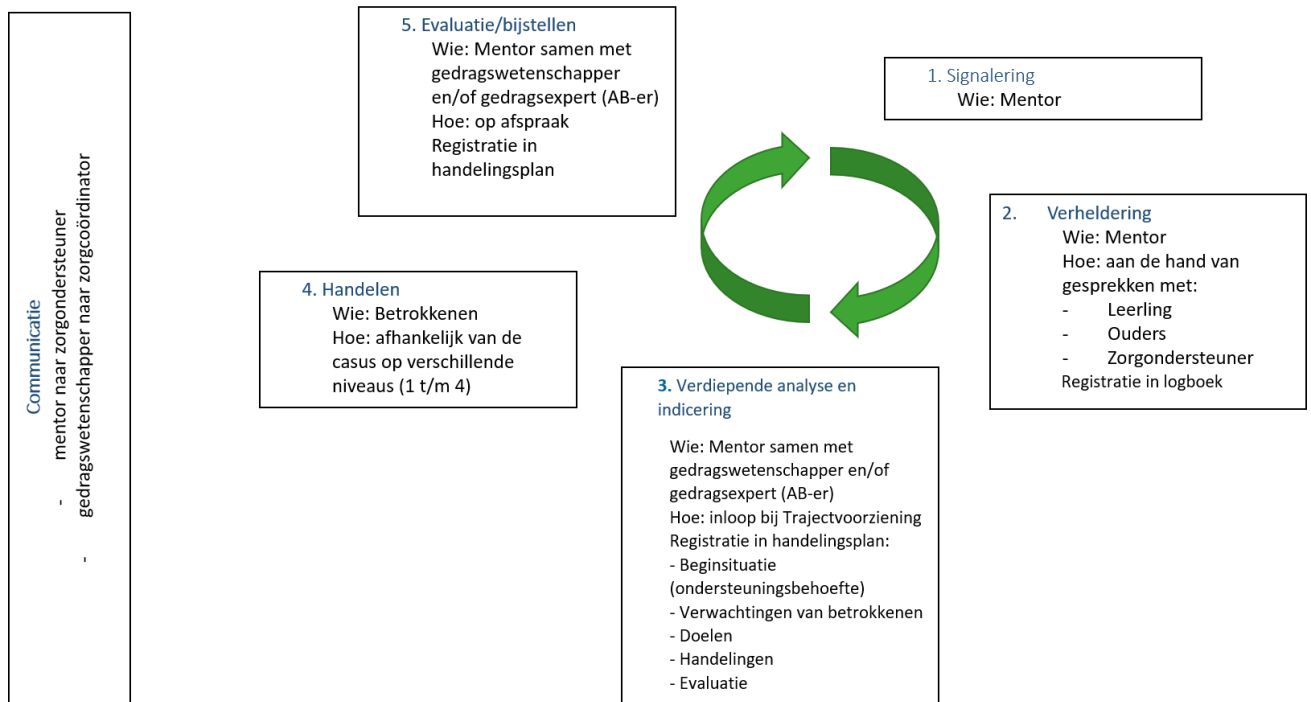 Communicatie
- mentor naar zorgondersteuner
- gedragswetenschapper naar zorgcoördinator
5. Evaluatie/bijstellen
Wie: Mentor samen met
gedragswetenschapper
en/of gedragsexpert (AB-er)
Hoe: op afspraak
Registratie in
handelingsplan
1. Signalering
Wie: Mentor
2. Verheldering
Wie: Mentor
Hoe: aan de hand van
gesprekken met:
- Leerling
- Ouders
- Zorgondersteuner
Registratie in logboek
4. Handelen
Wie: Betrokkenen
Hoe: afhankelijk van de
casus op verschillende
niveaus (1 t/m 4)
3. Verdiepende analyse en
indicering
Wie: Mentor samen met
gedragswetenschapper en/of
gedragsexpert (AB-er)
Hoe: inloop bij Trajectvoorziening
Registratie in handelingsplan:
- Beginsituatie
(ondersteuningsbehoefte)
- Verwachtingen van betrokkenen
- Doelen
- Handelingen
- Evaluatie